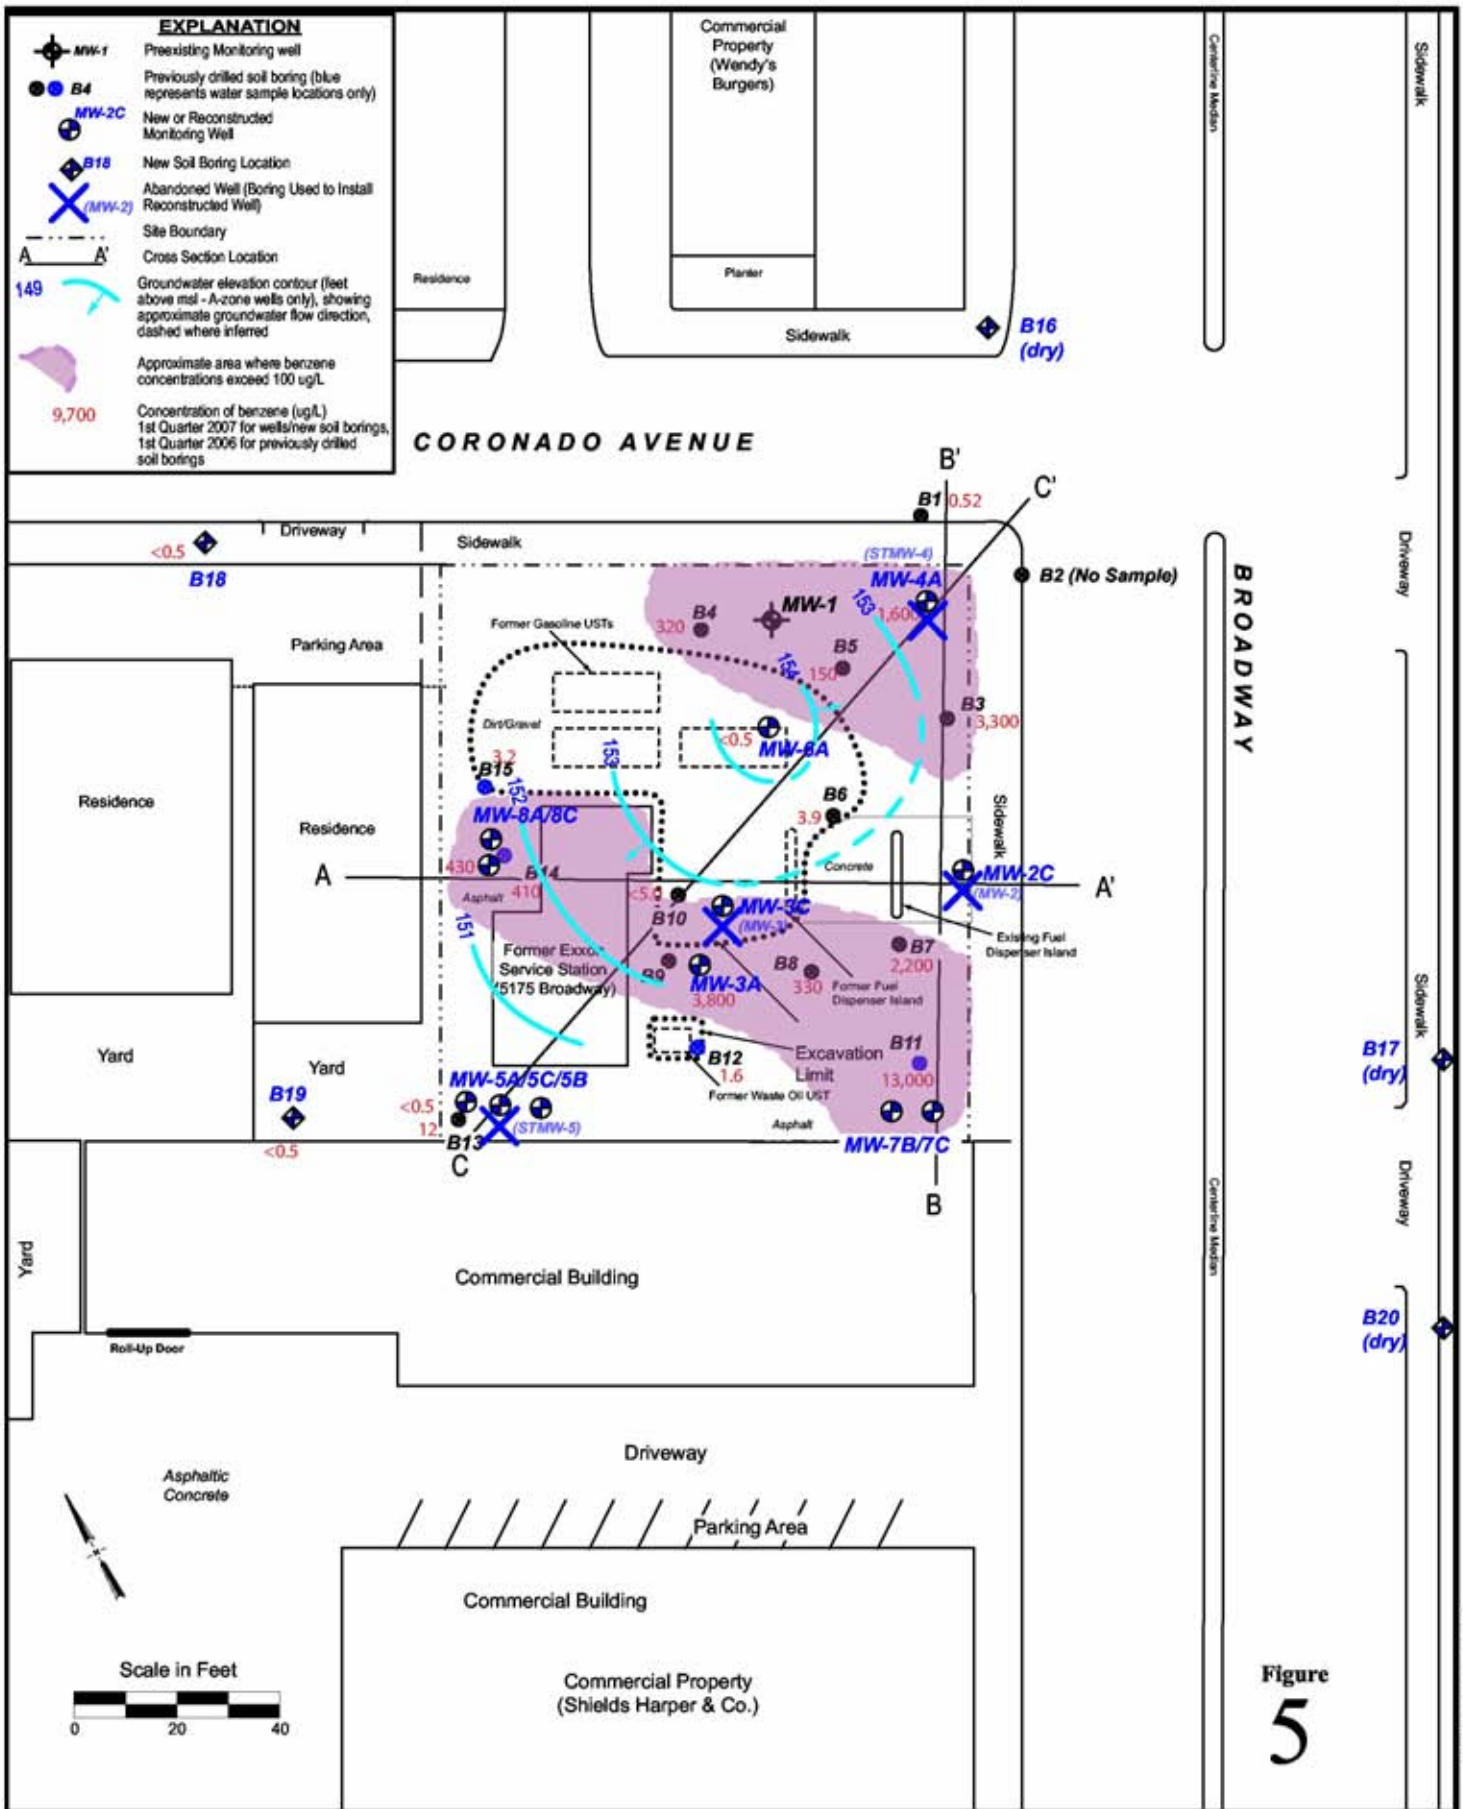 EXPLANATION
MW-1 Preexisting Monitoring well
B4 Previously drilled soil boring (blue
represents water sample locations only)
MW-2C New or Reconstructed
Monitoring Well
B18 New Soil Boring Location
(MW-2) Abandoned Well (Boring Used to Install
Reconstructed Well)
Site Boundary
A A' Cross Section Location
149 Groundwater elevation contour (feet
above msl - A-zone wells only), showing
approximate groundwater flow direction,
dashed where inferred
Approximate area where benzene
concentrations exceed 100 ug/L
9,700 Concentration of benzene (ug/L)
1st Quarter 2007 for wells/new soil borings,
1st Quarter 2006 for previously drilled
soil borings
Commercial
Property
(Wendy's
Burgers)
Centerline Median
Sidewalk
Residence
Planter
Sidewalk
B16
(dry)
CORONADO AVENUE
B'
C'
B1 0.52
Driveway
Sidewalk
<0.5
B18
(STMW-4)
MW-4A
B2 (No Sample)
BROADWAY
Driveway
Former Gasoline USTs
320
B4
MW-1
153
1,600
Parking Area
B5
150
154
B3
3,300
Dirt/Gravel
<0.5
MW-6A
153
3.2
B15
152
B6
3.9
Residence
Residence
MW-8A/8C
Sidewalk
430
B14
410
Asphalt
A
A'
Concrete
MW-2C
(MW-2)
<5.0
B10
MW-3C
(MW-3)
151
Former Exxon
Service Station
(5175 Broadway)
B9
MW-3A
3,800
B8
330
B7
2,200
Existing Fuel
Dispenser Island
Former Fuel
Dispenser Island
Sidewalk
Yard
Yard
B12
1.6
Excavation
Limit
Former Waste Oil UST
B11
13,000
B17
(dry)
B19
<0.5
MW-5A/5C/5B
<0.5
12
B13
(STMW-5)
C
Asphalt
MW-7B/7C
B
Driveway
Centerline Median
Yard
Commercial Building
B20
(dry)
Roll-Up Door
Driveway
Asphaltic
Concrete
Parking Area
Commercial Building
Commercial Property
(Shields Harper & Co.)
Scale in Feet
0 20 40
Figure
5